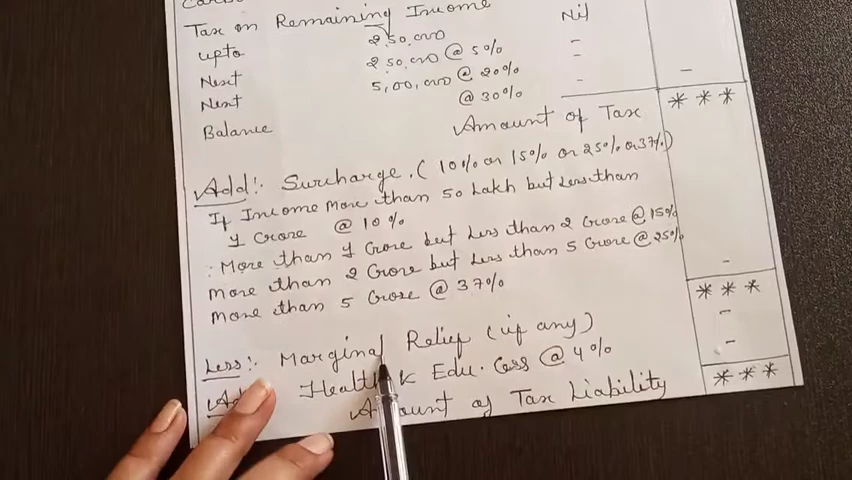 Tax on Remaining Income
upto 2,50,000 Nil
Next 2,50,000 @ 5% -
Next 5,00,000 @ 20% -
Balance @ 30% - -
Amount of Tax ***
Add:- Surcharge. (10% or 15% or 25% or 37%)
If Income More than 50 Lakh but Less than
1 Crore @ 10%
: More than 1 Crore but Less than 2 Crore @ 15%
More than 2 Crore but Less than 5 Crore @ 25%
More than 5 Crore @ 37% -
***
Less:- Marginal Relief (if any) -
Health & Edu. Cess @ 4% -
Amount of Tax Liability ***